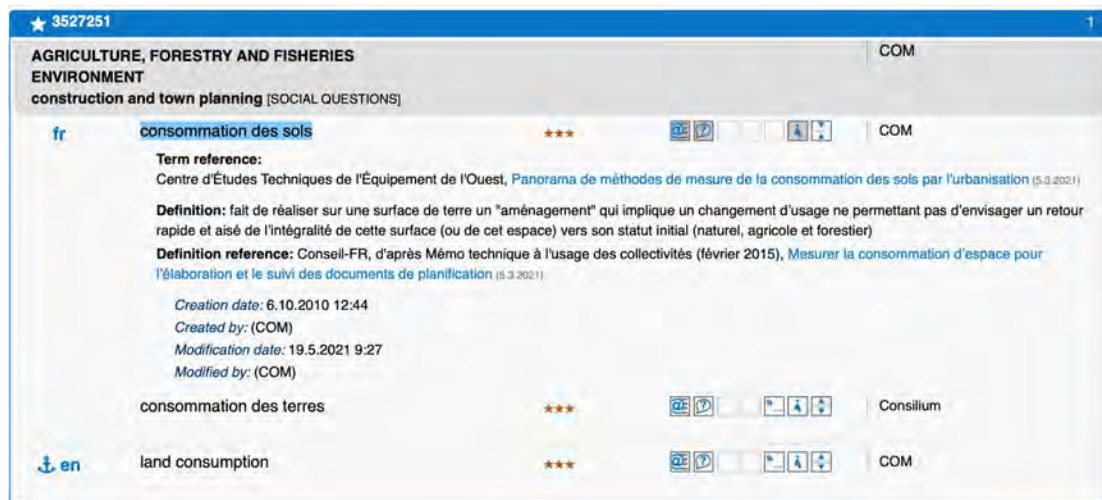 ★ 3527251 1
AGRICULTURE, FORESTRY AND FISHERIES COM
ENVIRONMENT
construction and town planning [SOCIAL QUESTIONS]
fr consommation des sols ★★★ COM
Term reference:
Centre d'Études Techniques de l'Équipement de l'Ouest, Panorama de méthodes de mesure de la consommation des sols par l'urbanisation (5.3.2021)
Definition: fait de réaliser sur une surface de terre un "aménagement" qui implique un changement d'usage ne permettant pas d'envisager un retour
rapide et aisé de l'intégralité de cette surface (ou de cet espace) vers son statut initial (naturel, agricole et forestier)
Definition reference: Conseil-FR, d'après Mémo technique à l'usage des collectivités (février 2015), Mesurer la consommation d'espace pour
l'élaboration et le suivi des documents de planification (5.3.2021)
Creation date: 6.10.2010 12:44
Created by: (COM)
Modification date: 19.5.2021 9:27
Modified by: (COM)
consommation des terres ★★★ Consilium
en land consumption ★★★ COM